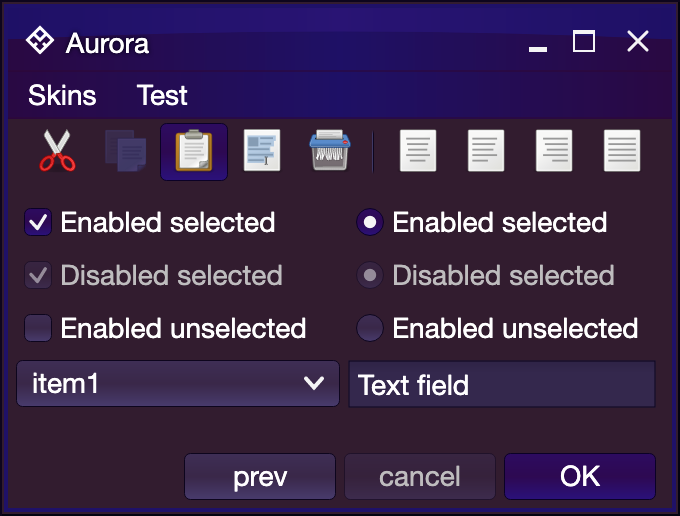 Aurora
Skins Test
Enabled selected Enabled selected
Disabled selected Disabled selected
Enabled unselected Enabled unselected
item1 Text field
prev cancel OK